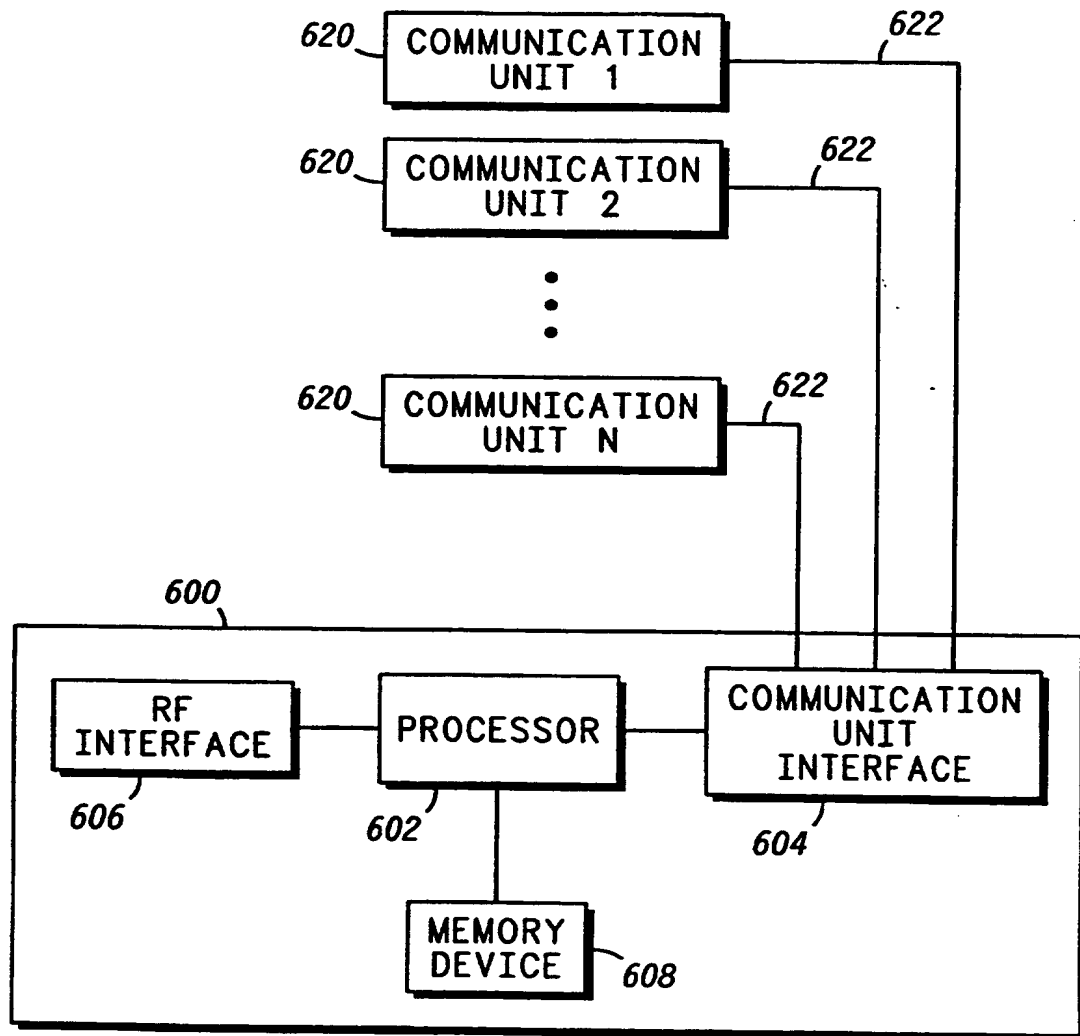 620
COMMUNICATION
UNIT 1
622
620
COMMUNICATION
UNIT 2
622
620
COMMUNICATION
UNIT N
622
600
RF
INTERFACE
606
PROCESSOR
602
COMMUNICATION
UNIT
INTERFACE
604
MEMORY
DEVICE
608